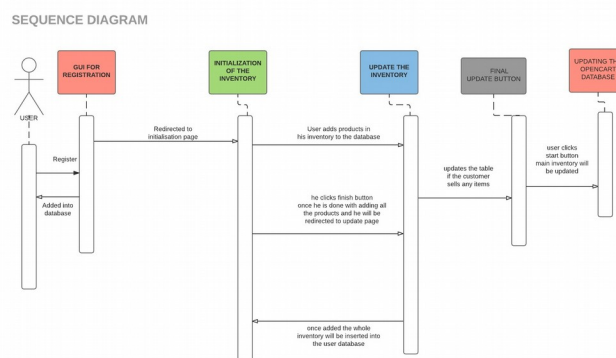 SEQUENCE DIAGRAM
GUI FOR
REGISTRATION
INITIALIZATION
OF THE
INVENTORY
UPDATE THE
INVENTORY
FINAL
UPDATE BUTTON
UPDATING TH
OPENCART
DATABASE
USER
Register
Added into
database
Redirected to
initialisation page
User adds products in
his inventory to the database
he clicks finish button
once he is done with adding all
the products and he will be
redirected to update page
once added the whole
inventory will be inserted into
the user database
updates the table
if the customer
sells any items
user clicks
start button
main inventory will
be updated